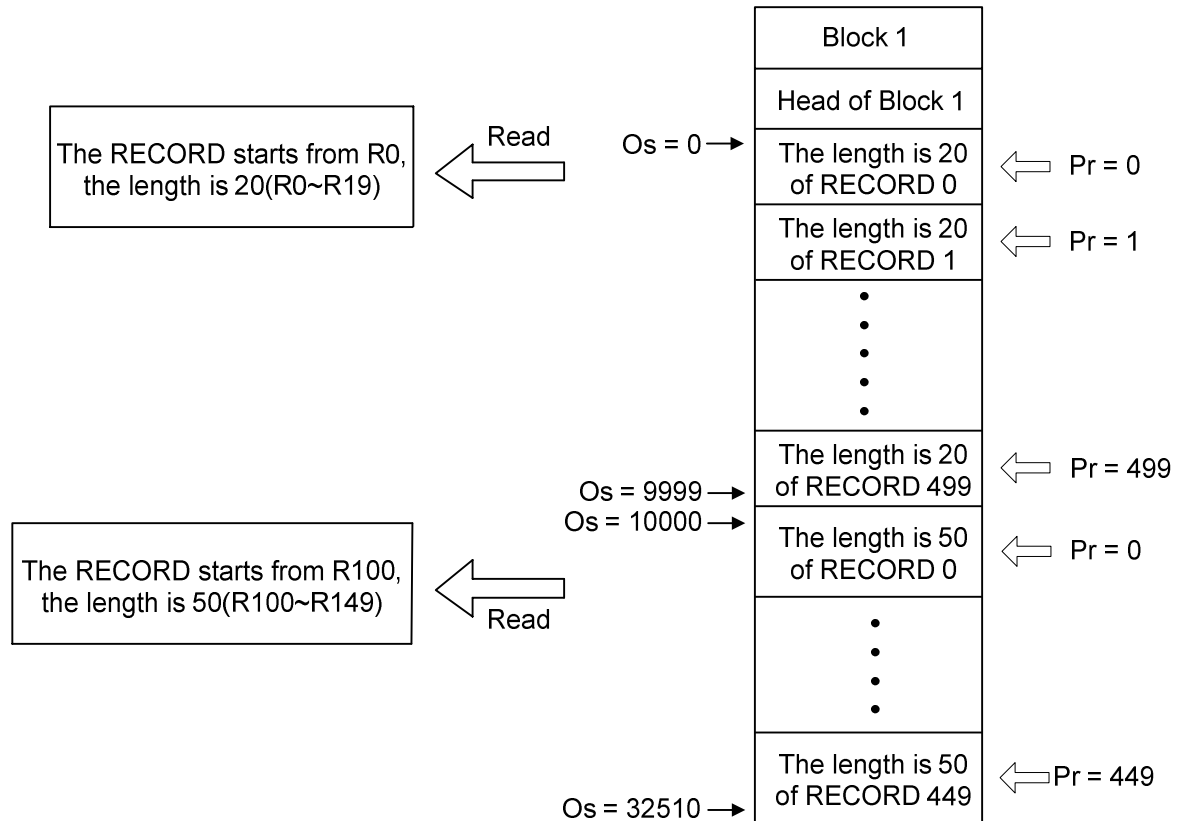 Block 1
Head of Block 1
Os = 0
The length is 20
of RECORD 0
Pr = 0
Read
The RECORD starts from R0,
the length is 20(R0~R19)
The length is 20
of RECORD 1
Pr = 1
The length is 20
of RECORD 499
Pr = 499
Os = 9999
Os = 10000
The length is 50
of RECORD 0
Pr = 0
The RECORD starts from R100,
the length is 50(R100~R149)
Read
The length is 50
of RECORD 449
Pr = 449
Os = 32510